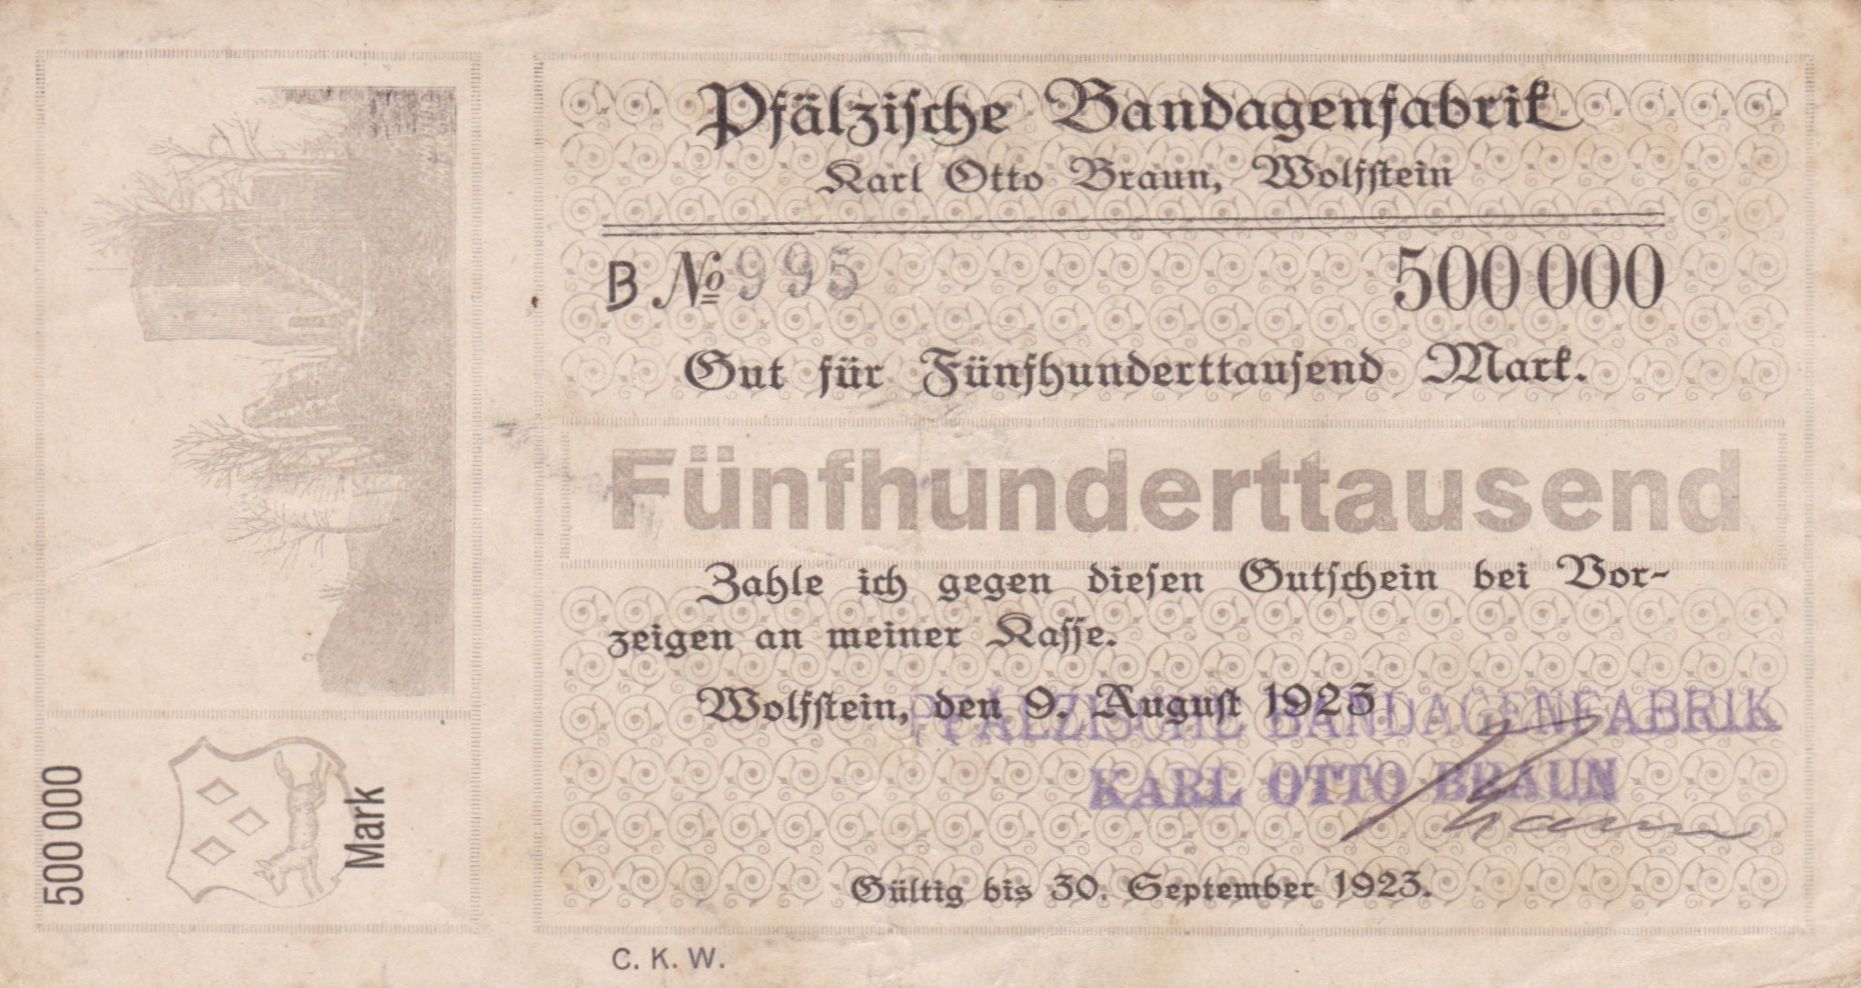 Pfälzische Bandagenfabrik
Karl Otto Braun, Wolfstein
B. № 995
500 000
Gut für Fünfhunderttausend Mark.
Fünfhunderttausend
Zahle ich gegen diesen Gutschein bei Vor-
zeigen an meiner Kasse.
Wolfstein, den 9. August 1923
PFÄLZISCHE BANDAGENFABRIK
KARL OTTO BRAUN
Braun
Gültig bis 30. September 1923.
C. K. W.
500 000
Mark